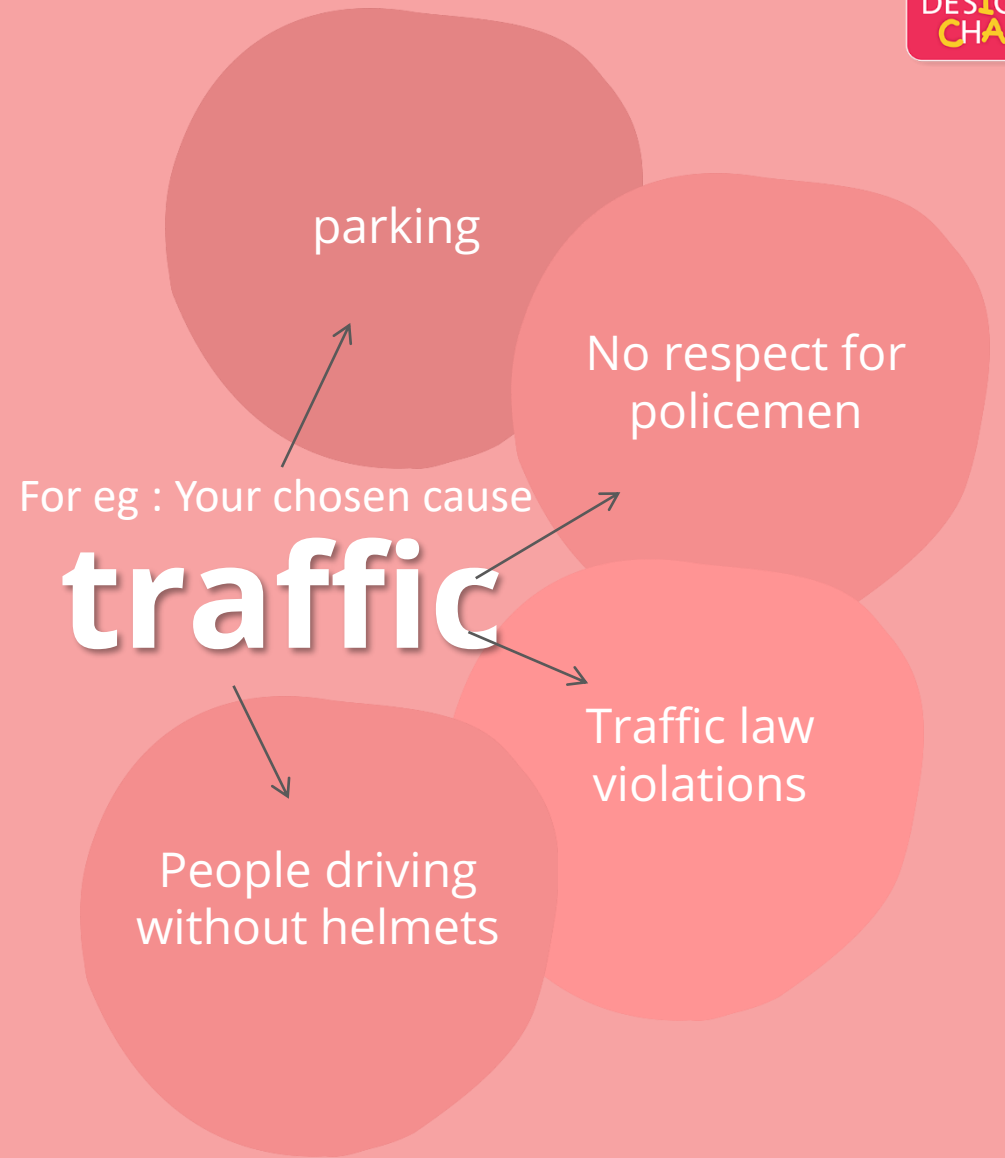 parking
No respect for
policemen
For eg : Your chosen cause
traffic
Traffic law
violations
People driving
without helmets